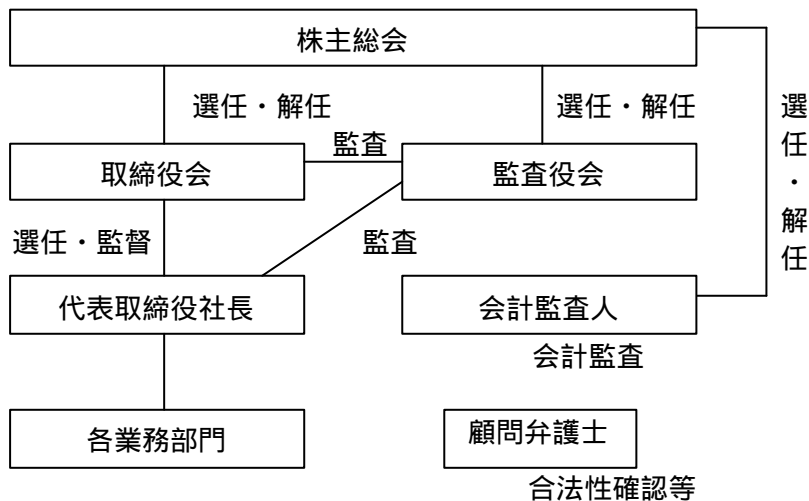 株主総会
選任・解任
選任・解任
選任・解任
監査
取締役会
監査役会
選任・監督
監査
代表取締役社長
会計監査人
会計監査
各業務部門
顧問弁護士
合法性確認等